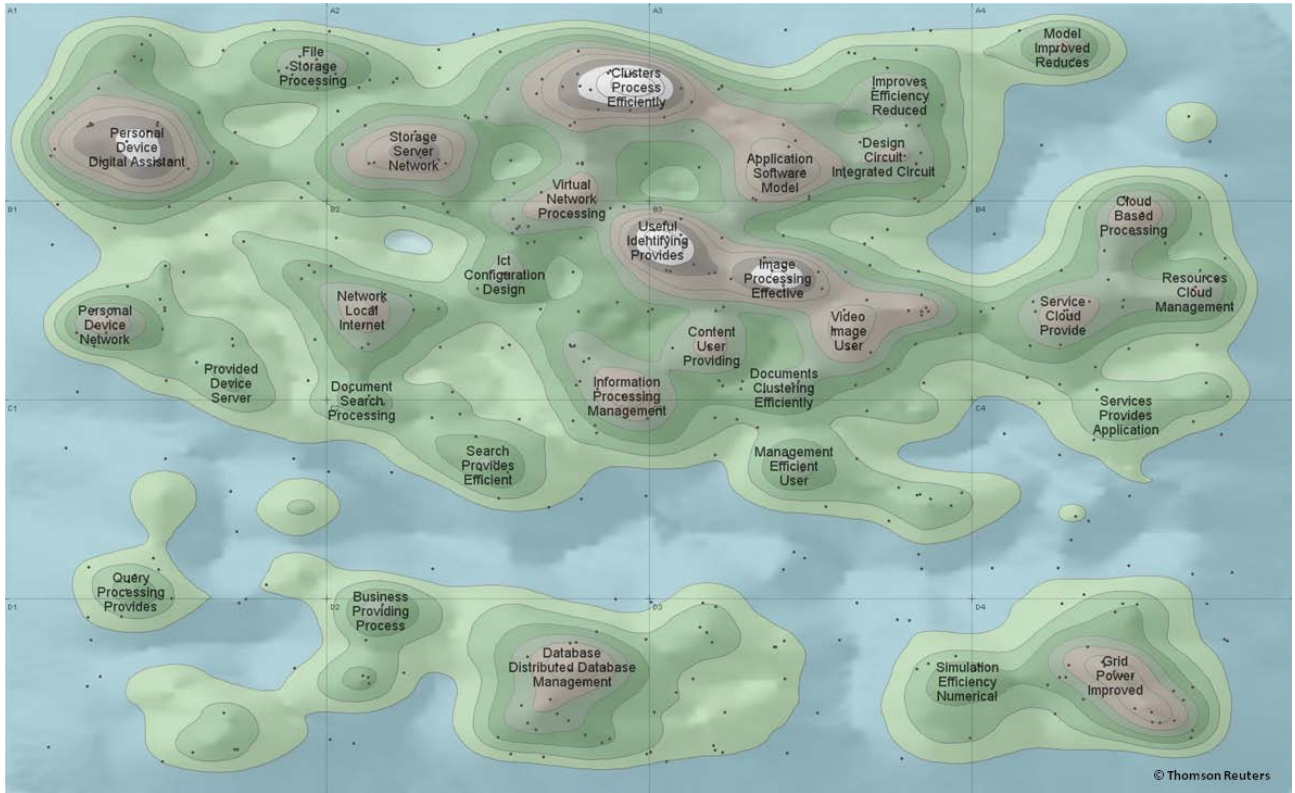 A1
A2
A3
A4
File
Storage
Processing
Clusters
Process
Efficiently
Model
Improved
Reduces
Improves
Efficiency
Reduced
Personal
Device
Digital Assistant
Storage
Server
Network
Application
Software
Model
Design
Circuit
Integrated Circuit
Virtual
Network
Processing
B1
B2
B3
B4
Cloud
Based
Processing
Useful
Identifying
Provides
Ict
Configuration
Design
Image
Processing
Effective
Resources
Cloud
Management
Personal
Device
Network
Network
Local
Internet
Service
Cloud
Provide
Video
Image
User
Content
User
Providing
Provided
Device
Server
Document
Search
Processing
Information
Processing
Management
Documents
Clustering
Efficiently
C1
C4
Services
Provides
Application
Search
Provides
Efficient
Management
Efficient
User
Query
Processing
Provides
D1
D2
D3
D4
Business
Providing
Process
Database
Distributed Database
Management
Simulation
Efficiency
Numerical
Grid
Power
Improved
© Thomson Reuters